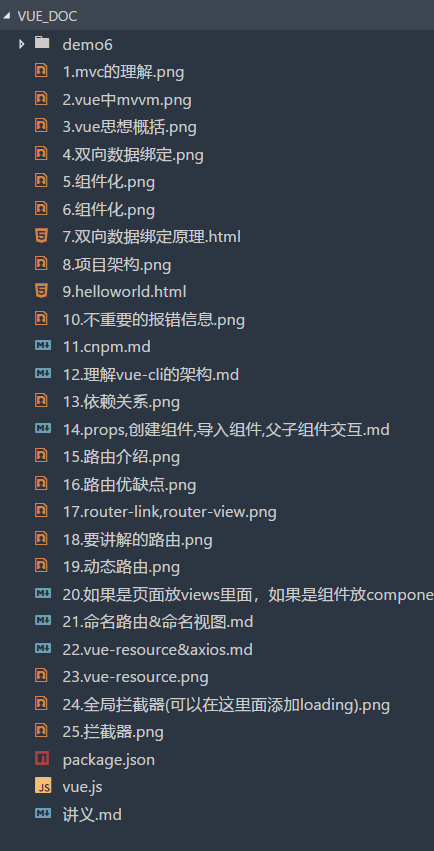 VUE_DOC
demo6
1.mvc的理解.png
2.vue中mvvm.png
3.vue思想概括.png
4.双向数据绑定.png
5.组件化.png
6.组件化.png
7.双向数据绑定原理.html
8.项目架构.png
9.helloworld.html
10.不重要的报错信息.png
11.cnpm.md
12.理解vue-cli的架构.md
13.依赖关系.png
14.props,创建组件,导入组件,父子组件交互.md
15.路由介绍.png
16.路由优缺点.png
17.router-link,router-view.png
18.要讲解的路由.png
19.动态路由.png
20.如果是页面放views里面，如果是组件放compone
21.命名路由&命名视图.md
22.vue-resource&axios.md
23.vue-resource.png
24.全局拦截器(可以在这里面添加loading).png
25.拦截器.png
package.json
JS vue.js
讲义.md